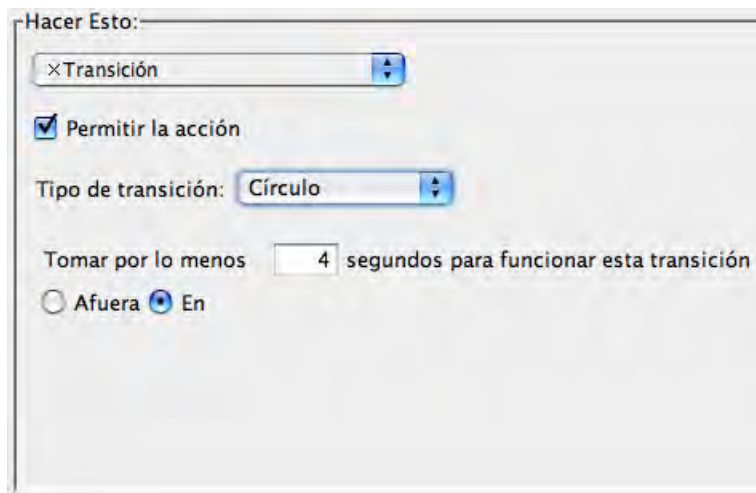 Hacer Esto:
×Transición
Permitir la acción
Tipo de transición: Círculo
Tomar por lo menos 4 segundos para funcionar esta transición
Afuera En